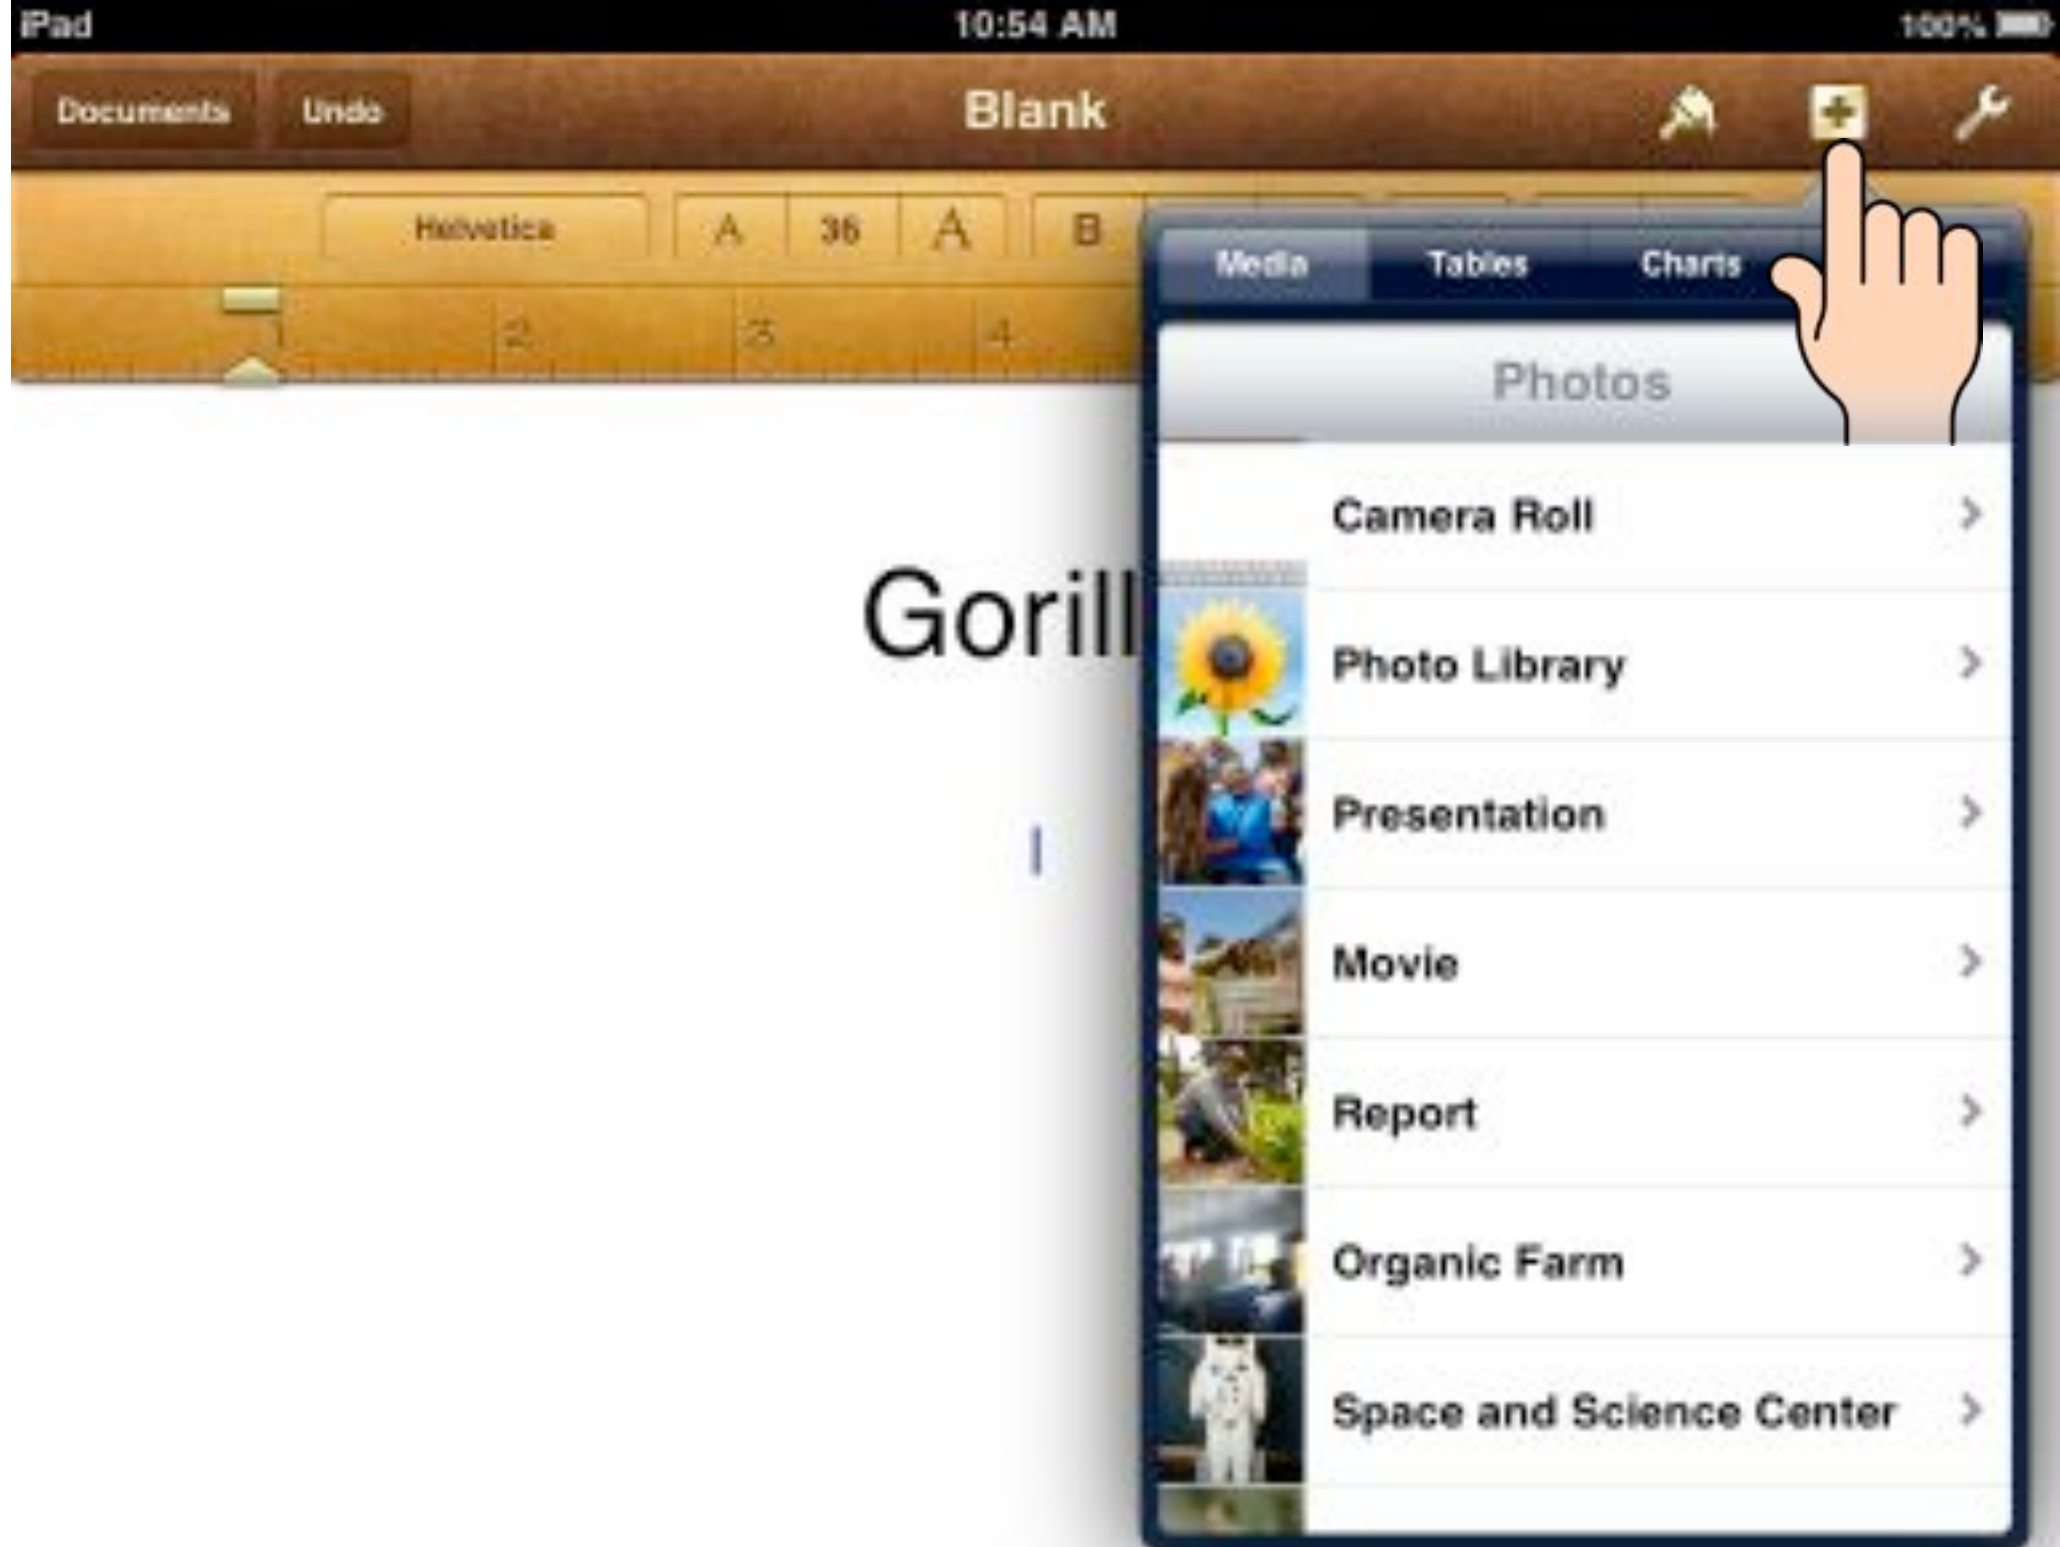 iPad 10:54 AM 100%
Documents Undo Blank
Helvetica A 36 A B
Media Tables Charts
2 3 4
Photos
Camera Roll
Gorill
Photo Library
Presentation
Movie
Report
Organic Farm
Space and Science Center